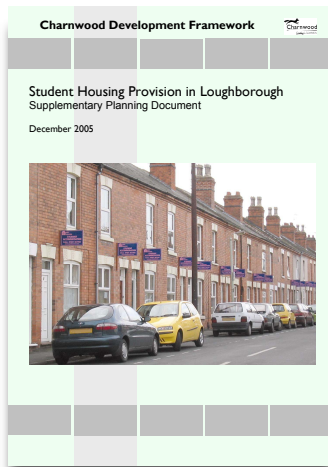 Charnwood Development Framework
Charnwood
Student Housing Provision in Loughborough
Supplementary Planning Document
December 2005